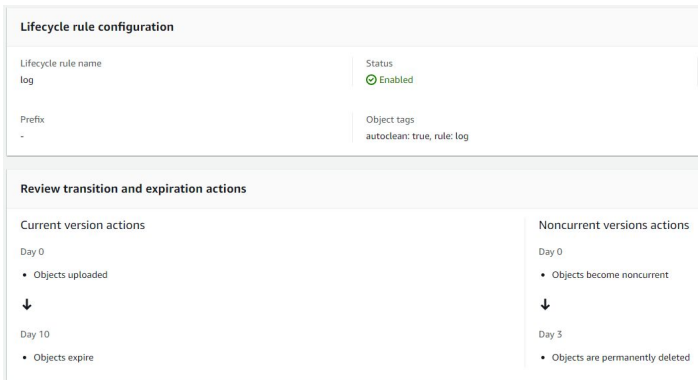 Lifecycle rule configuration
Lifecycle rule name
log
Status
Enabled
Prefix
-
Object tags
autoclean: true, rule: log
Review transition and expiration actions
Current version actions
Day 0
• Objects uploaded
Day 10
• Objects expire
Noncurrent versions actions
Day 0
• Objects become noncurrent
Day 3
• Objects are permanently deleted